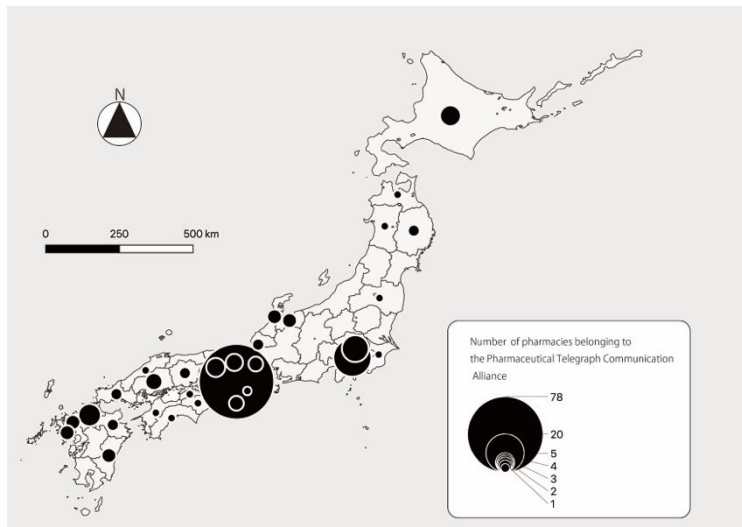 N
0 250 500 km
Number of pharmacies belonging to
the Pharmaceutical Telegraph Communication
Alliance
78
20
5
4
3
2
1